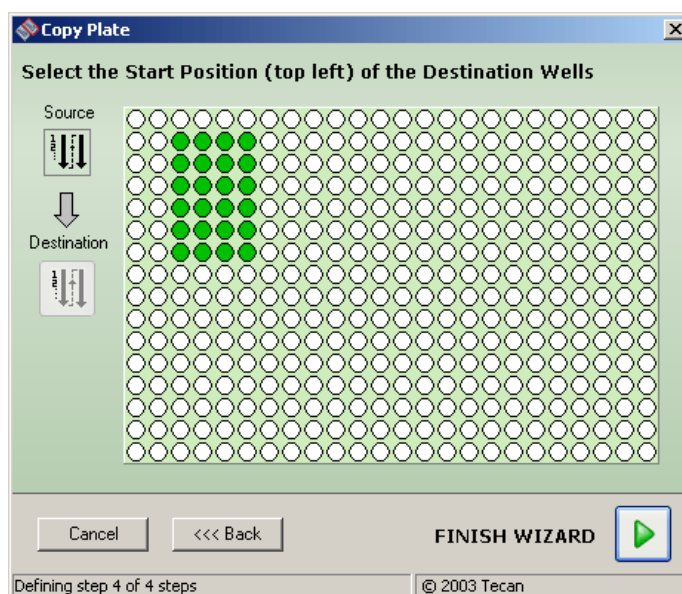 Copy Plate
Select the Start Position (top left) of the Destination Wells
Source
Destination
Cancel
<<< Back
FINISH WIZARD
Defining step 4 of 4 steps
© 2003 Tecan